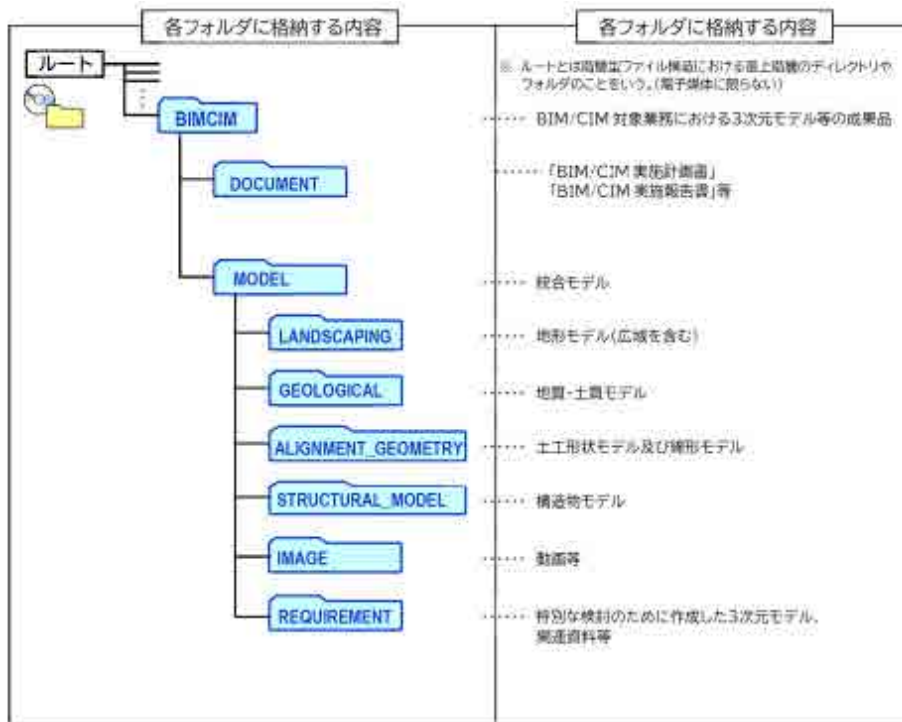 各フォルダに格納する内容
各フォルダに格納する内容
ルート
※ ルートとは階層型ファイル構造における最上階層のディレクトリや
フォルダのことをいう。(電子媒体に限らない)
BIMCIM
BIM/CIM 対象業務における3次元モデル等の成果品
DOCUMENT
「BIM/CIM 実施計画書」
「BIM/CIM 実施報告書」等
MODEL
統合モデル
LANDSCAPING
地形モデル(広域を含む)
GEOLOGICAL
地質・土質モデル
ALIGNMENT_GEOMETRY
土工形状モデル及び線形モデル
STRUCTURAL_MODEL
構造物モデル
IMAGE
動画等
REQUIREMENT
特別な検討のために作成した3次元モデル、
関連資料等